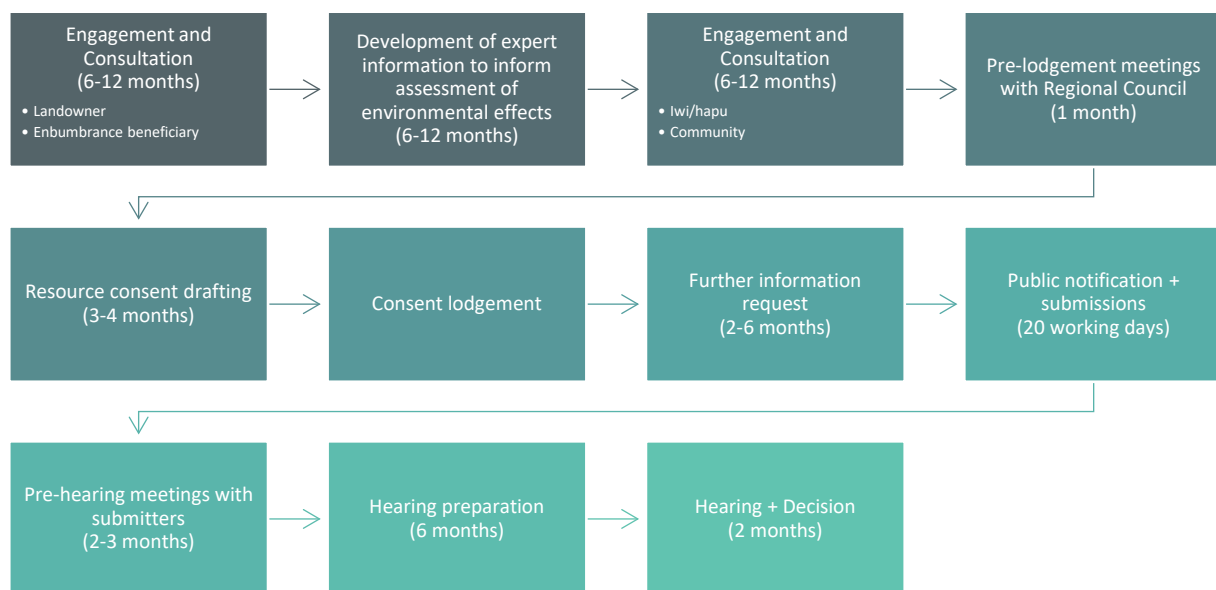 Engagement and
Consultation
(6-12 months)
• Landowner
• Enbumbrance beneficiary
Development of expert
information to inform
assessment of
environmental effects
(6-12 months)
Engagement and
Consultation
(6-12 months)
• Iwi/hapu
• Community
Pre-lodgement meetings
with Regional Council
(1 month)
Resource consent drafting
(3-4 months)
Consent lodgement
Further information
request
(2-6 months)
Public notification +
submissions
(20 working days)
Pre-hearing meetings with
submitters
(2-3 months)
Hearing preparation
(6 months)
Hearing + Decision
(2 months)